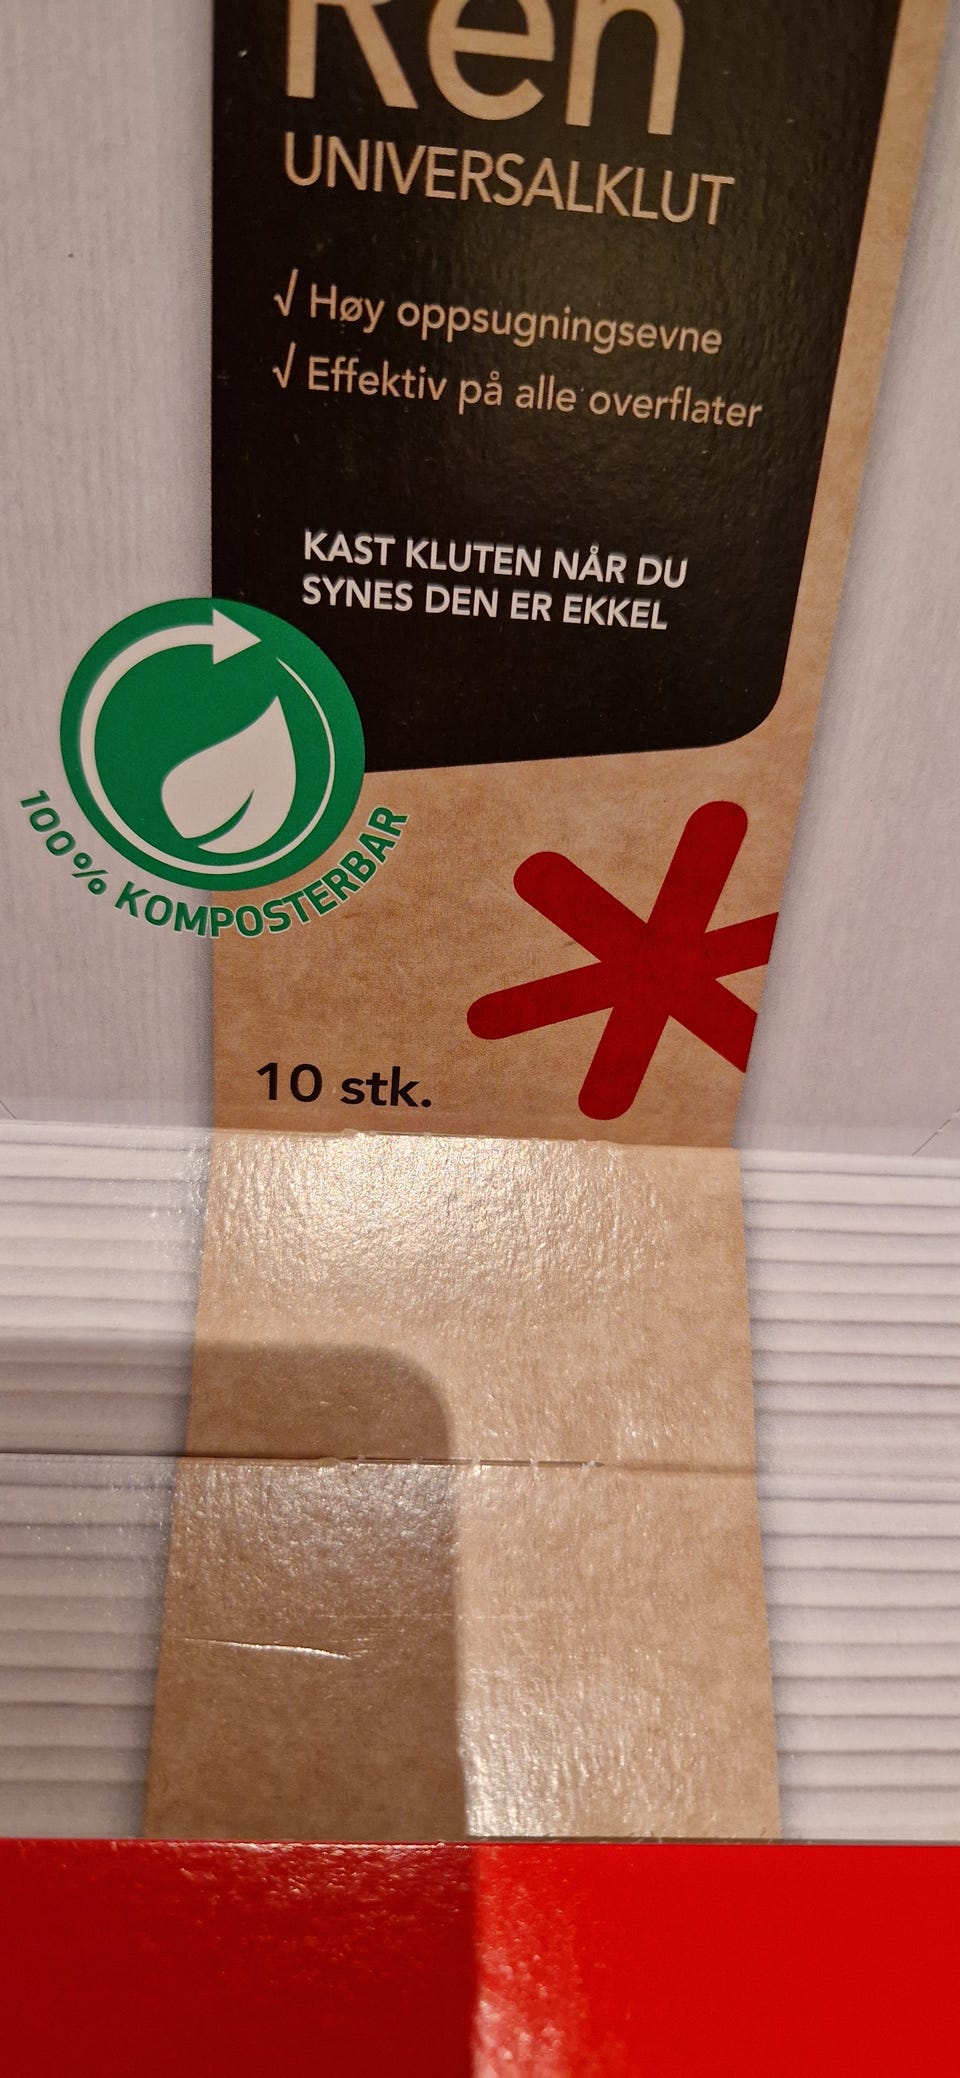 Ren
UNIVERSALKLUT
√ Høy oppsugningsevne
√ Effektiv på alle overflater
KAST KLUTEN NÅR DU
SYNES DEN ER EKKEL
100% KOMPOSTERBAR
10 stk.